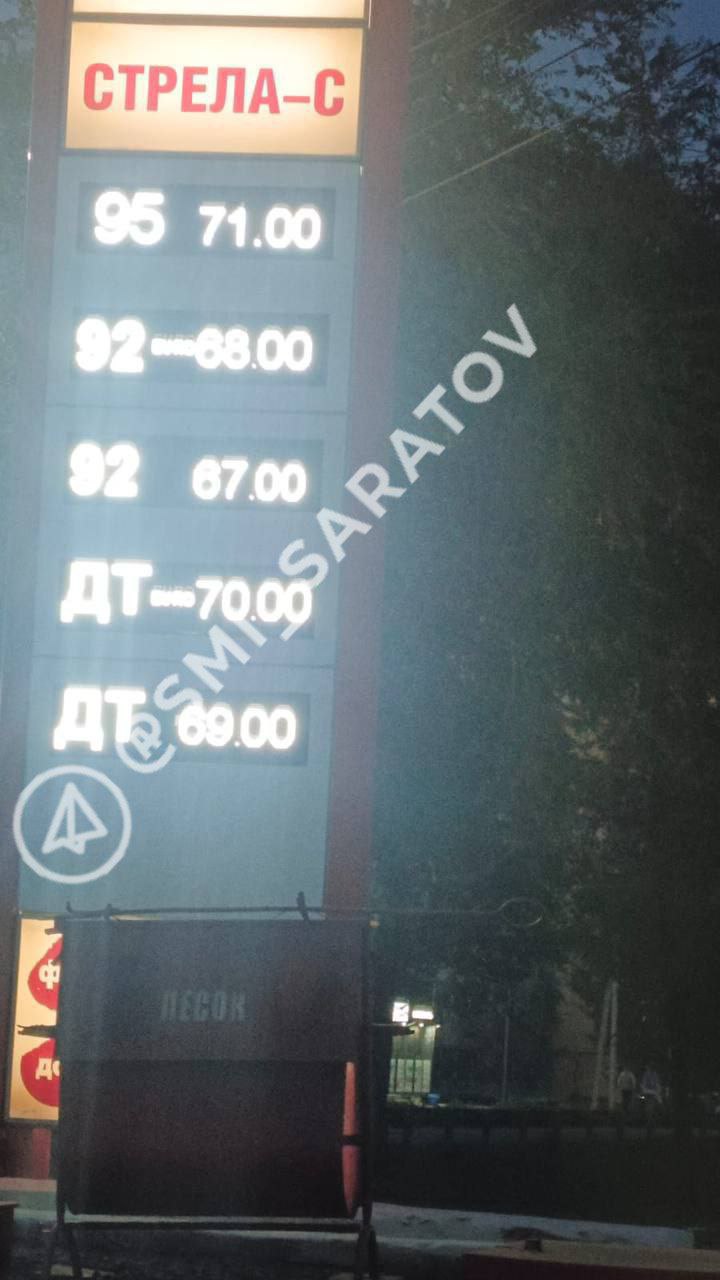 СТРЕЛА-С
95 71.00
92 68.00
92 67.00
ДТ 70.00
ДТ 69.00
@SMI_SARATOV
ПЕСОК